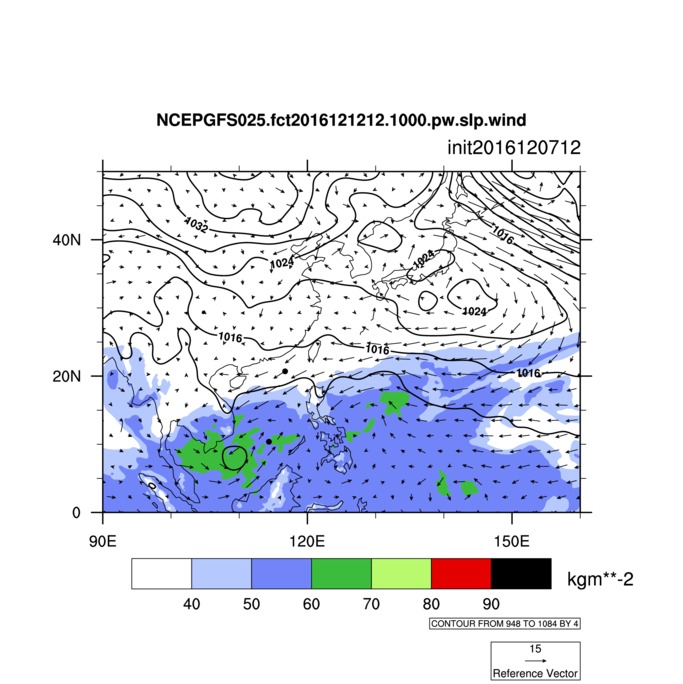 NCEPGFS025.fct2016121212.1000.pw.slp.wind
init2016120712
1032
40N
1016
1024
1024
1024
1016
1016
1016
20N
0
0
90E 120E 150E
kgm**-2
40 50 60 70 80 90
CONTOUR FROM 948 TO 1084 BY 4
15
Reference Vector